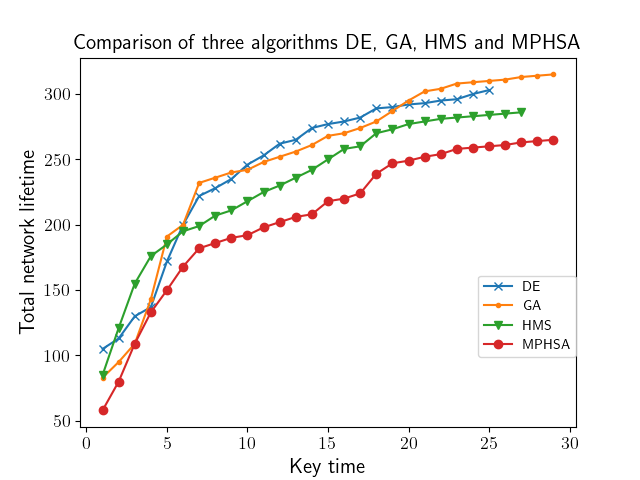 Comparison of three algorithms DE, GA, HMS and MPHSA
Total network lifetime
300
250
200
150
100
50
0 5 10 15 20 25 30
Key time
DE
GA
HMS
MPHSA